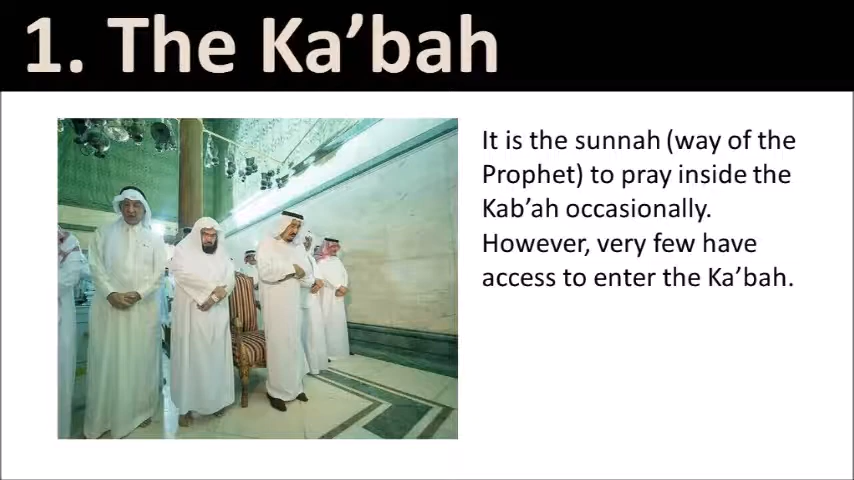 1. The Ka’bah
It is the sunnah (way of the
Prophet) to pray inside the
Kab’ah occasionally.
However, very few have
access to enter the Ka’bah.